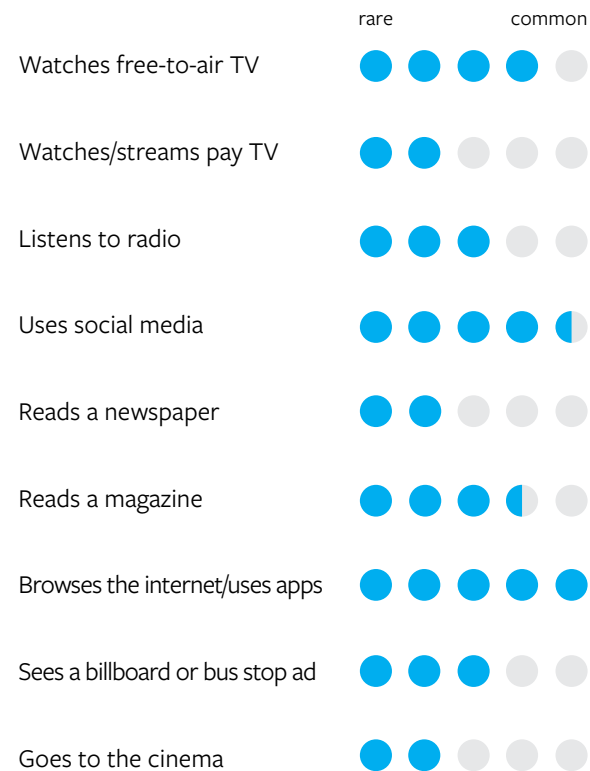 rare common
Watches free-to-air TV
Watches/streams pay TV
Listens to radio
Uses social media
Reads a newspaper
Reads a magazine
Browses the internet/uses apps
Sees a billboard or bus stop ad
Goes to the cinema